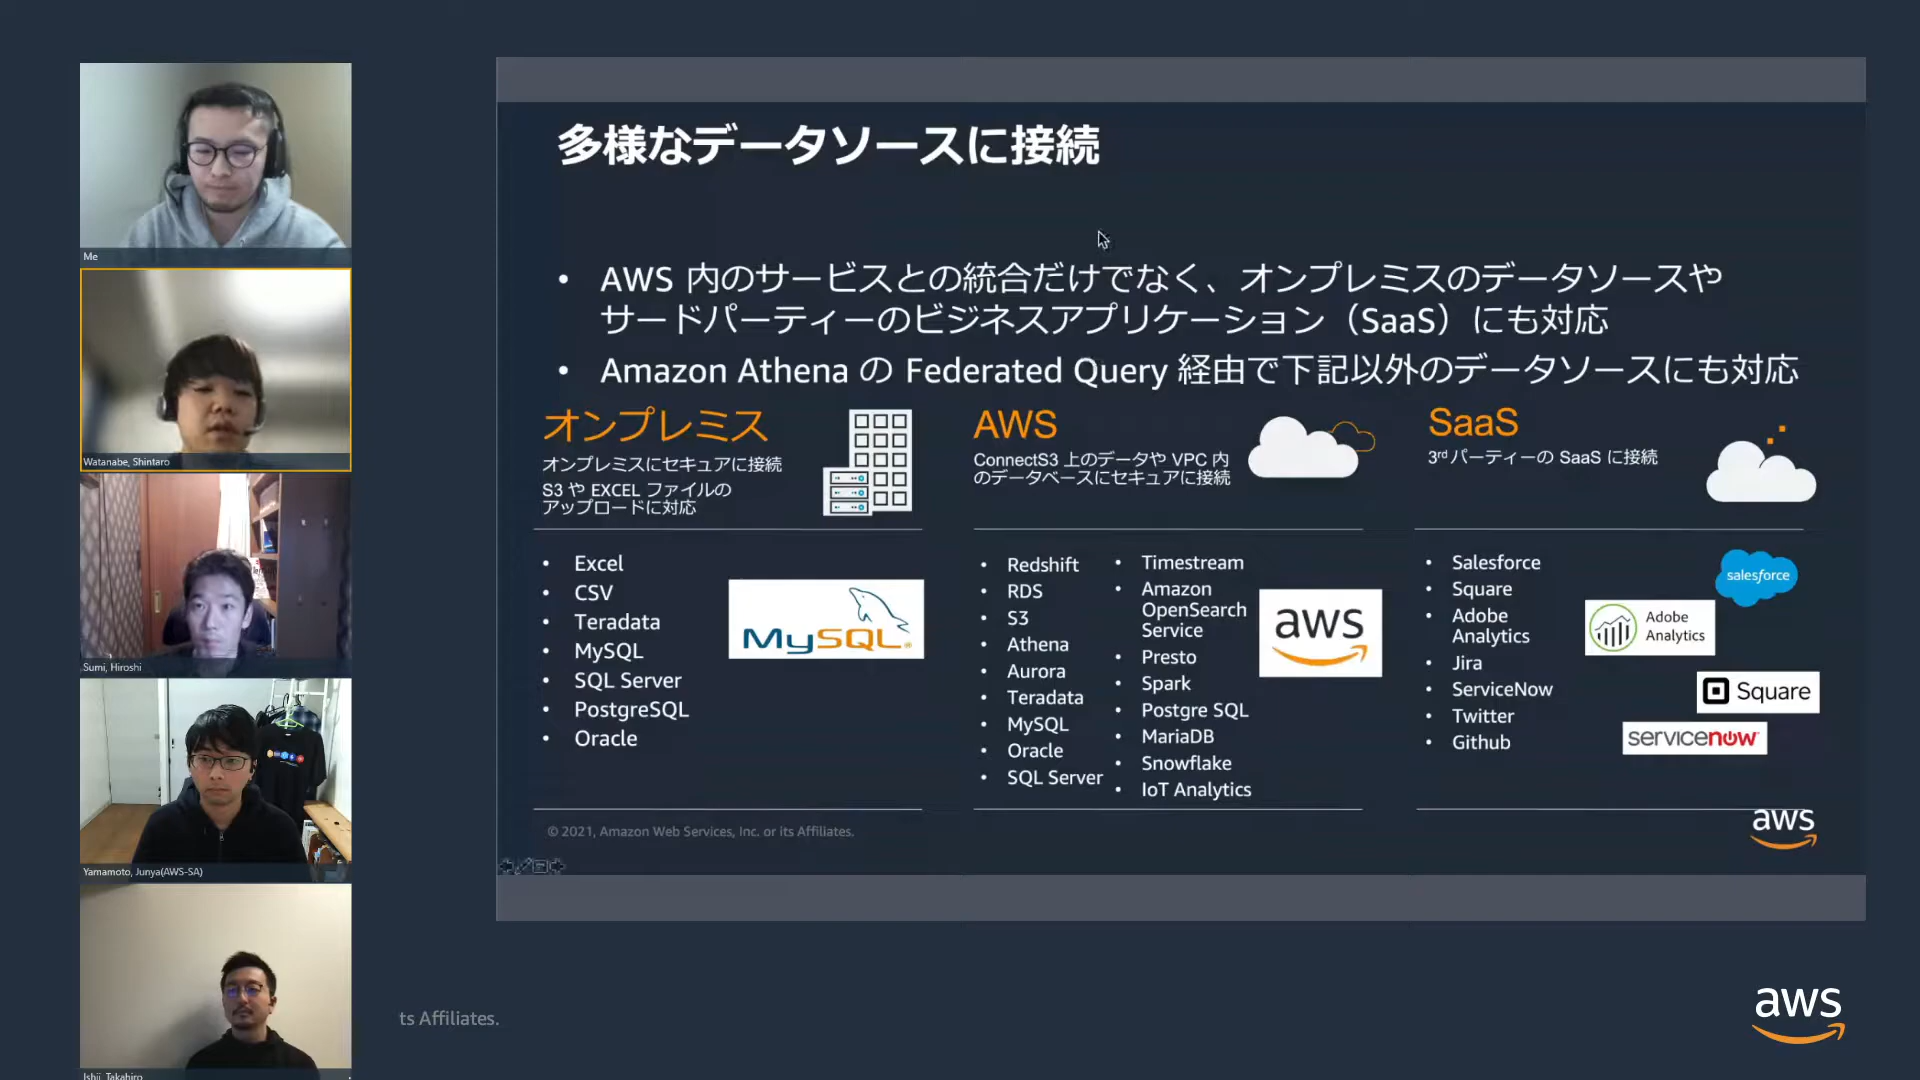 Me
Watanabe, Shintaro
Sumi, Hiroshi
Yamamoto, Junya(AWS-SA)
Ishii, Takahiro
多様なデータソースに接続
• AWS 内のサービスとの統合だけでなく、オンプレミスのデータソースや
サードパーティーのビジネスアプリケーション（SaaS）にも対応
• Amazon Athena の Federated Query 経由で下記以外のデータソースにも対応
オンプレミス
オンプレミスにセキュアに接続
S3 や EXCEL ファイルの
アップロードに対応
• Excel
• CSV
• Teradata
• MySQL
• SQL Server
• PostgreSQL
• Oracle
MySQL®
AWS
ConnectS3 上のデータや VPC 内
のデータベースにセキュアに接続
• Redshift
• RDS
• S3
• Athena
• Aurora
• Teradata
• MySQL
• Oracle
• SQL Server
• Timestream
• Amazon
OpenSearch
Service
• Presto
• Spark
• Postgre SQL
• MariaDB
• Snowflake
• IoT Analytics
aws
SaaS
3rd パーティーの SaaS に接続
• Salesforce
• Square
• Adobe
Analytics
• Jira
• ServiceNow
• Twitter
• Github
salesforce
Adobe
Analytics
Square
servicenow
© 2021, Amazon Web Services, Inc. or its Affiliates.
aws
ts Affiliates.
aws